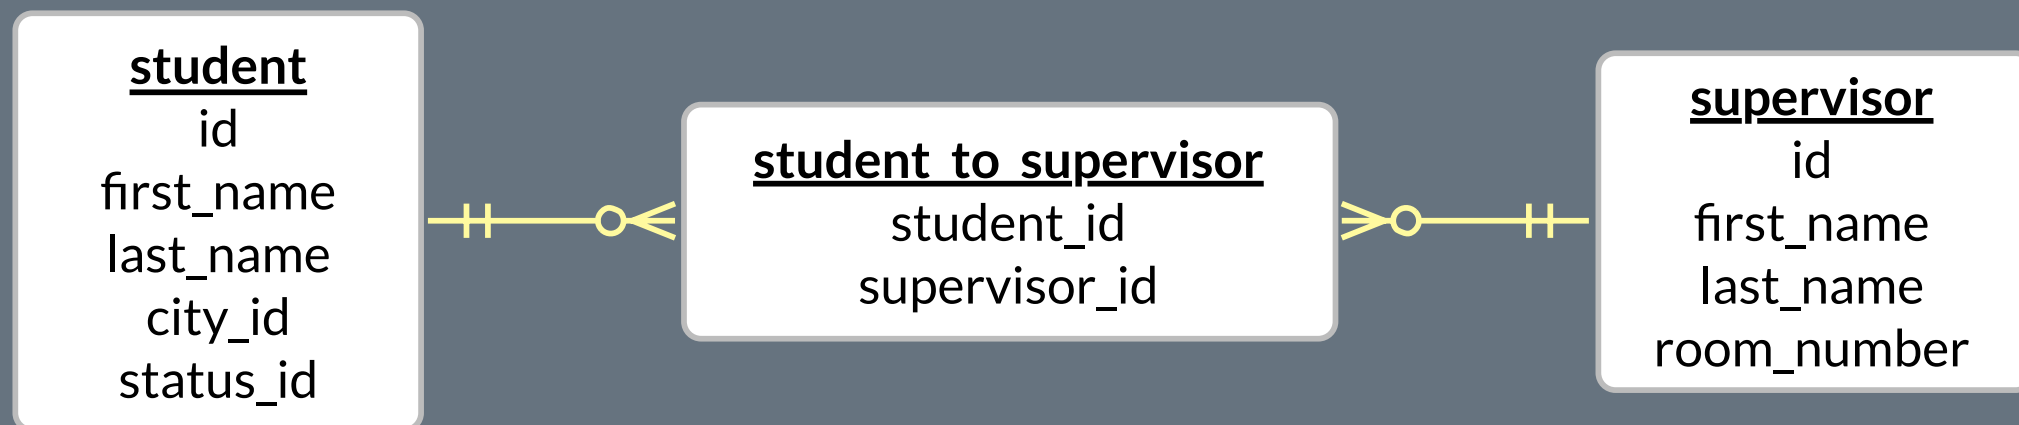 student
id
first_name
last_name
city_id
status_id
student_to_supervisor
student_id
supervisor_id
supervisor
id
first_name
last_name
room_number